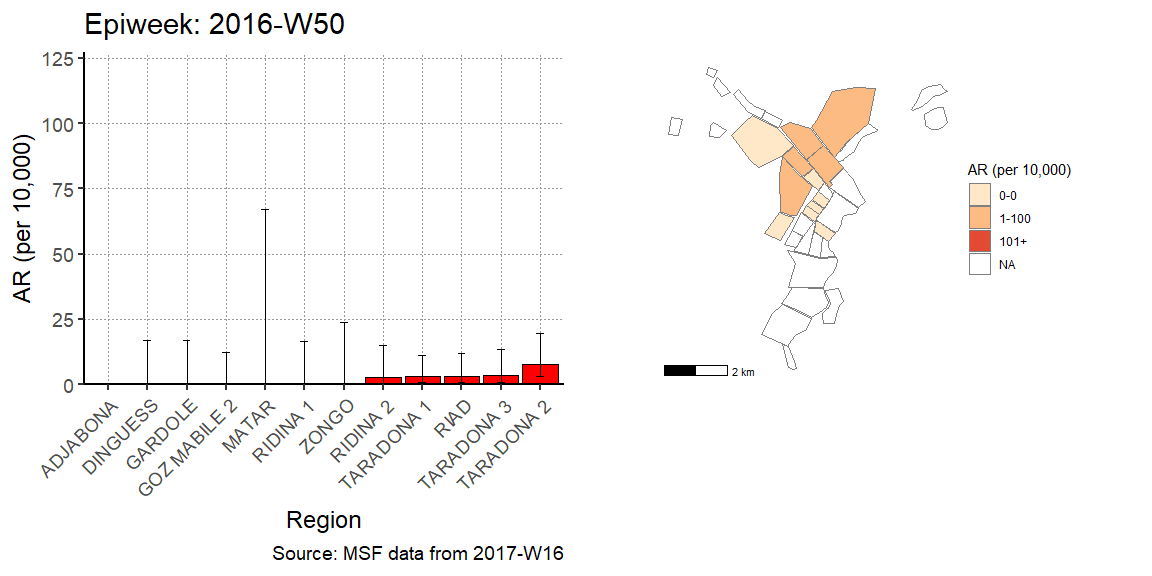 Epiweek: 2016-W50
AR (per 10,000)
125
100
75
50
25
0
ADJABONA
DINGUESS
GARDOLE
GOZ MABILE 2
MATAR
RIDINA 1
ZONGO
RIDINA 2
TARADONA 1
RIAD
TARADONA 3
TARADONA 2
Region
Source: MSF data from 2017-W16
AR (per 10,000)
0-0
1-100
101+
NA
2 km